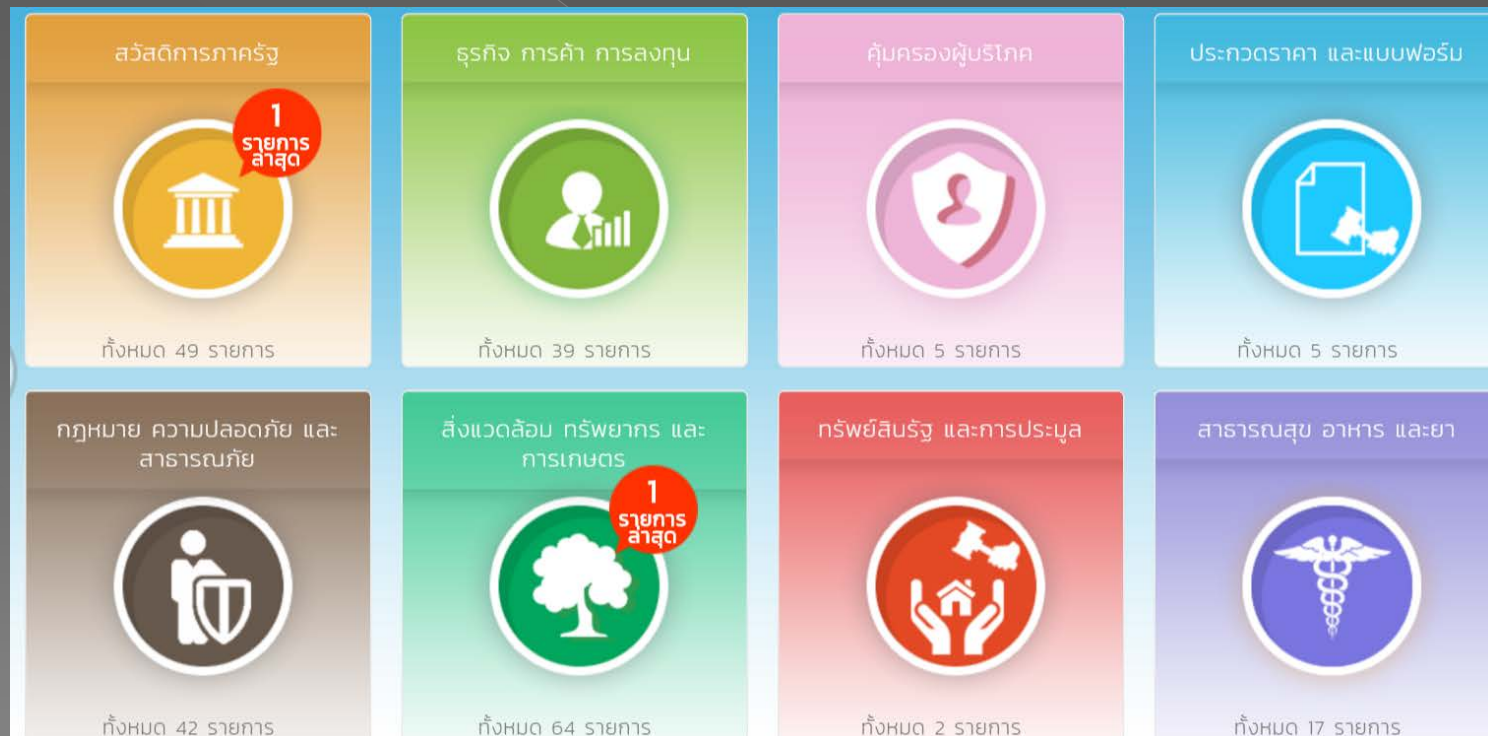 สวัสดิการภาครัฐ
ธุรกิจ การค้า การลงทุน
คุ้มครองผู้บริโภค
ประกวดราคา และแบบฟอร์ม
1
รายการ
ล่าสุด
ทั้งหมด 49 รายการ
ทั้งหมด 39 รายการ
ทั้งหมด 5 รายการ
ทั้งหมด 5 รายการ
กฎหมาย ความปลอดภัย และ
สาธารณภัย
สิ่งแวดล้อม ทรัพยากร และ
การเกษตร
ทรัพย์สินรัฐ และการประมูล
สาธารณสุข อาหาร และยา
1
รายการ
ล่าสุด
ทั้งหมด 42 รายการ
ทั้งหมด 64 รายการ
ทั้งหมด 2 รายการ
ทั้งหมด 17 รายการ